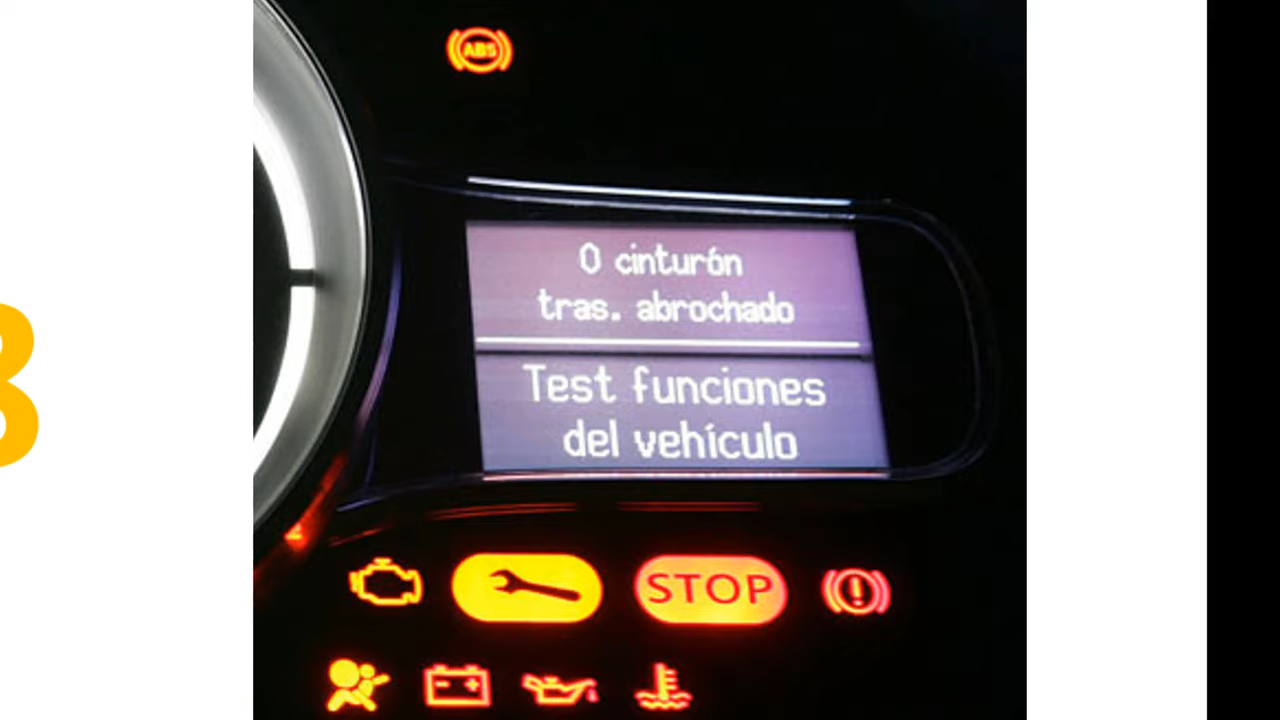 ABS
0 cinturón
tras. abrochado
Test funciones
del vehículo
STOP